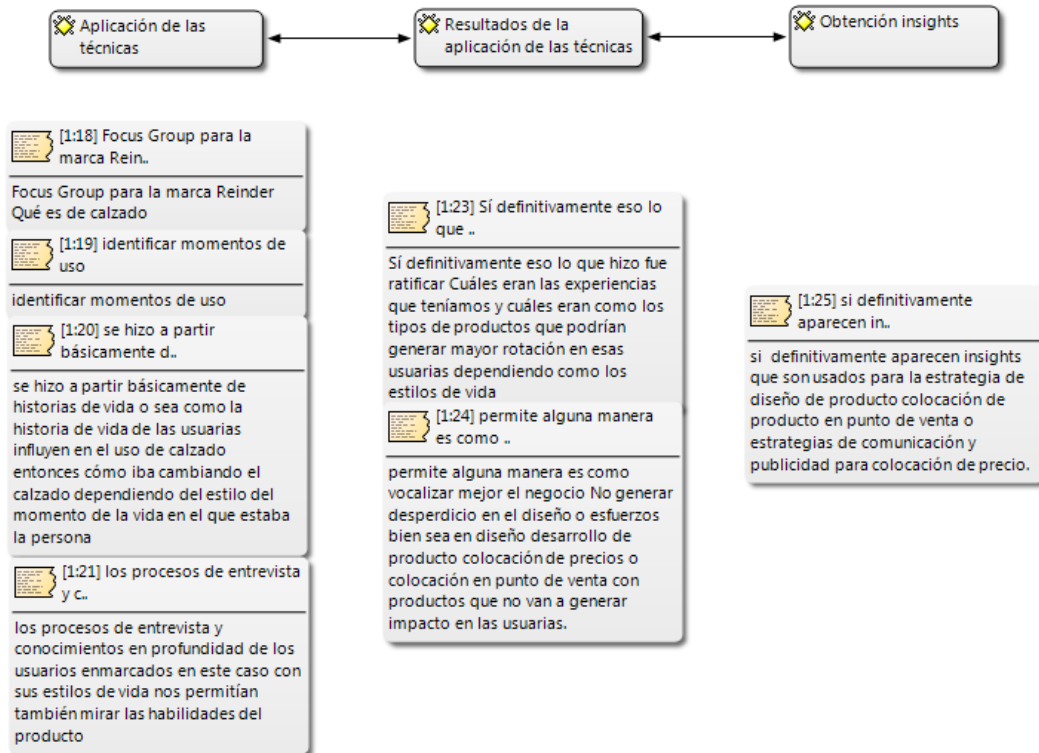 Aplicación de las
técnicas
Resultados de la
aplicación de las técnicas
Obtención insights
[1:18] Focus Group para la
marca Rein..
Focus Group para la marca Reinder
Qué es de calzado
[1:19] identificar momentos de
uso
identificar momentos de uso
[1:20] se hizo a partir
básicamente d..
se hizo a partir básicamente de
historias de vida o sea como la
historia de vida de las usuarias
influyen en el uso de calzado
entonces cómo iba cambiando el
calzado dependiendo del estilo del
momento de la vida en el que estaba
la persona
[1:21] los procesos de entrevista
y c..
los procesos de entrevista y
conocimientos en profundidad de los
usuarios enmarcados en este caso con
sus estilos de vida nos permitían
también mirar las habilidades del
producto
[1:23] Sí definitivamente eso lo
que ..
Sí definitivamente eso lo que hizo fue
ratificar Cuáles eran las experiencias
que teníamos y cuáles eran como los
tipos de productos que podrían
generar mayor rotación en esas
usuarias dependiendo como los
estilos de vida
[1:24] permite alguna manera
es como ..
permite alguna manera es como
vocalizar mejor el negocio No generar
desperdicio en el diseño o esfuerzos
bien sea en diseño desarrollo de
producto colocación de precios o
colocación en punto de venta con
productos que no van a generar
impacto en las usuarias.
[1:25] si definitivamente
aparecen in..
si definitivamente aparecen insights
que son usados para la estrategia de
diseño de producto colocación de
producto en punto de venta o
estrategias de comunicación y
publicidad para colocación de precio.